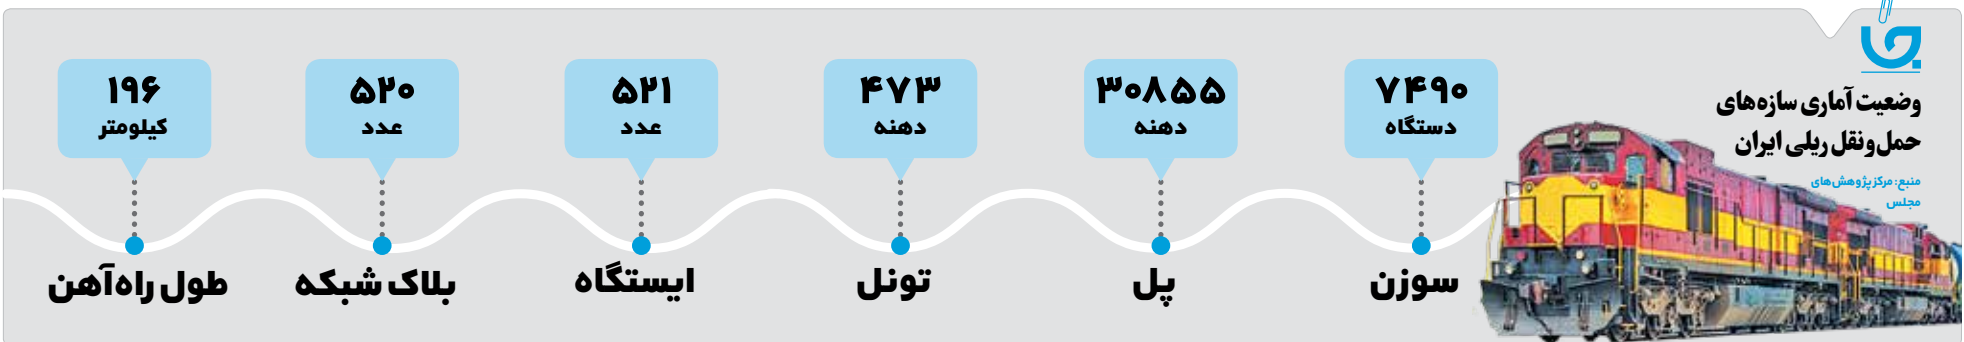 وضعیت آماری سازه‌های
حمل‌ونقل ریلی ایران
منبع: مرکز پژوهش‌های
مجلس
۷۴۹۰
دستگاه
سوزن
۳۰۸۵۵
دهنه
پل
۴۷۳
دهنه
تونل
۵۲۱
عدد
ایستگاه
۵۲۰
عدد
بلاک شبکه
۱۹۶
کیلومتر
طول راه‌آهن